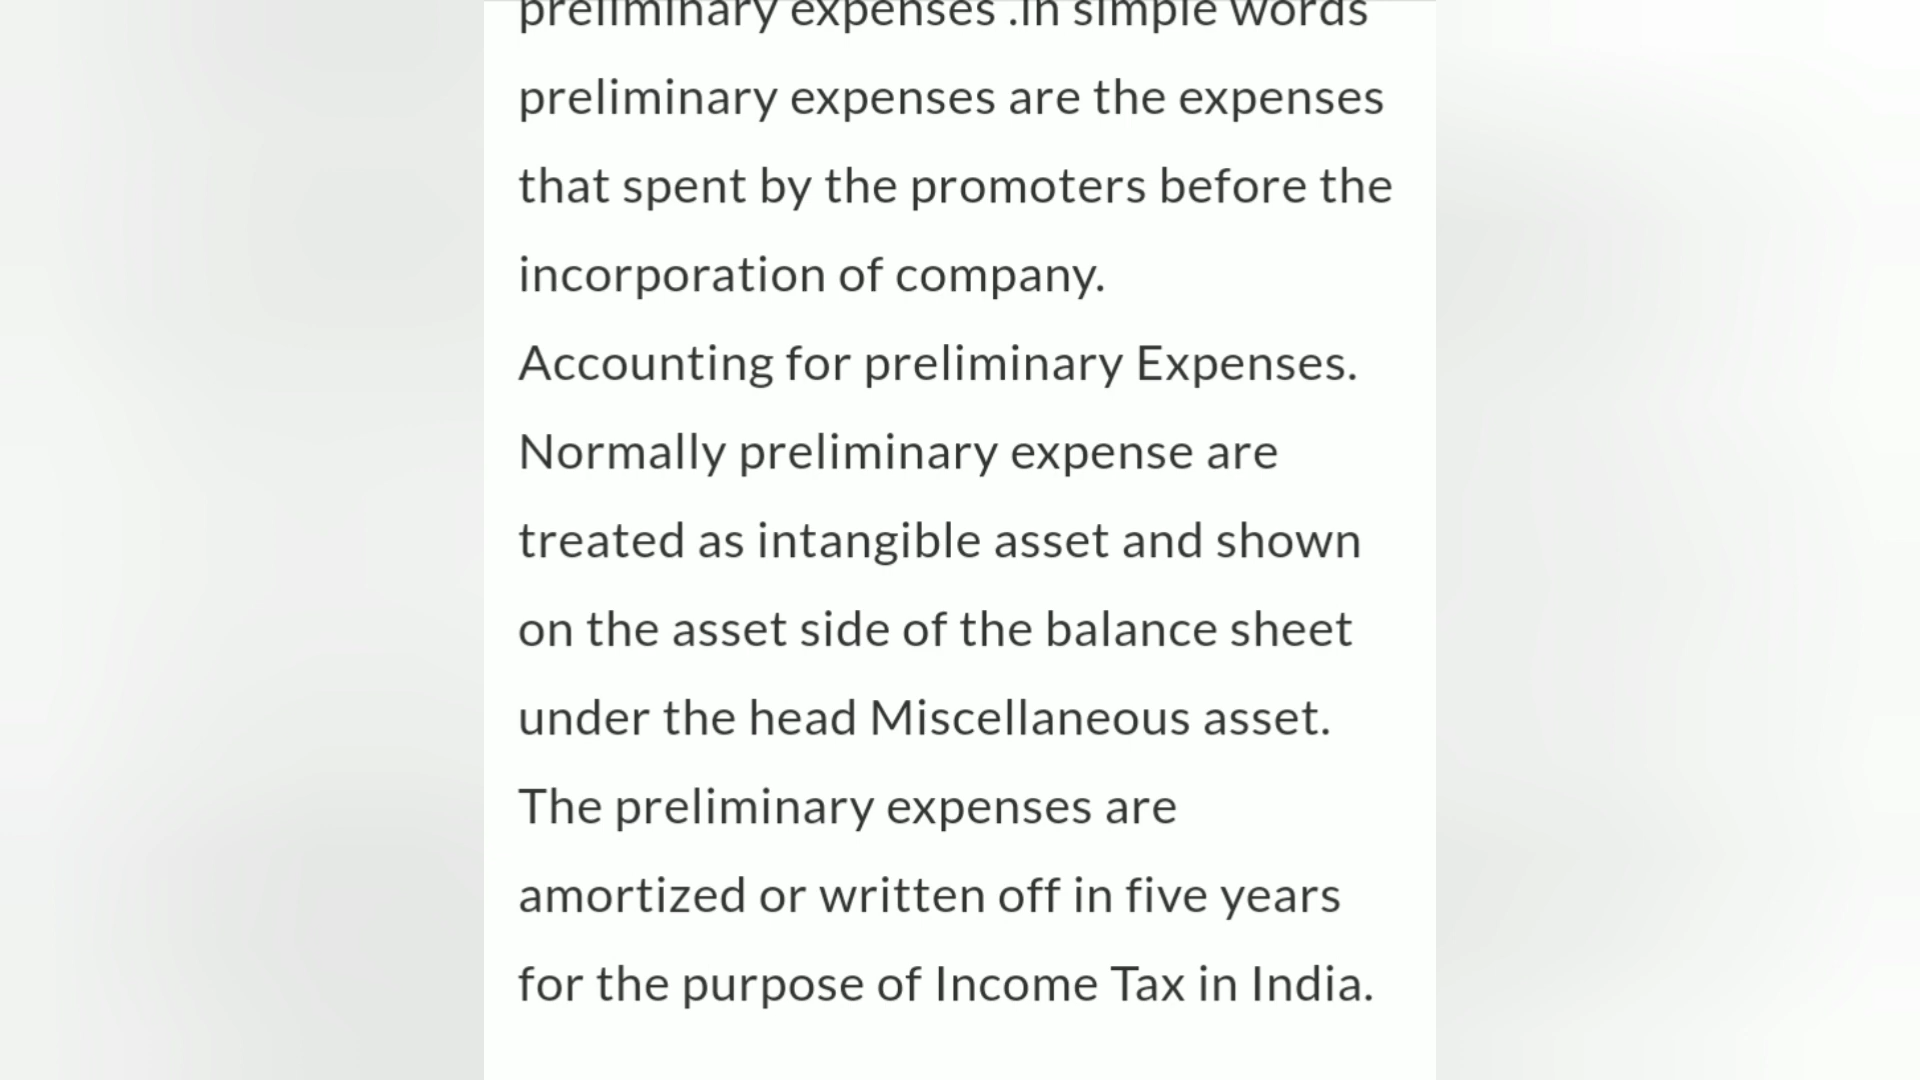 preliminary expenses .In simple words
preliminary expenses are the expenses
that spent by the promoters before the
incorporation of company.
Accounting for preliminary Expenses.
Normally preliminary expense are
treated as intangible asset and shown
on the asset side of the balance sheet
under the head Miscellaneous asset.
The preliminary expenses are
amortized or written off in five years
for the purpose of Income Tax in India.